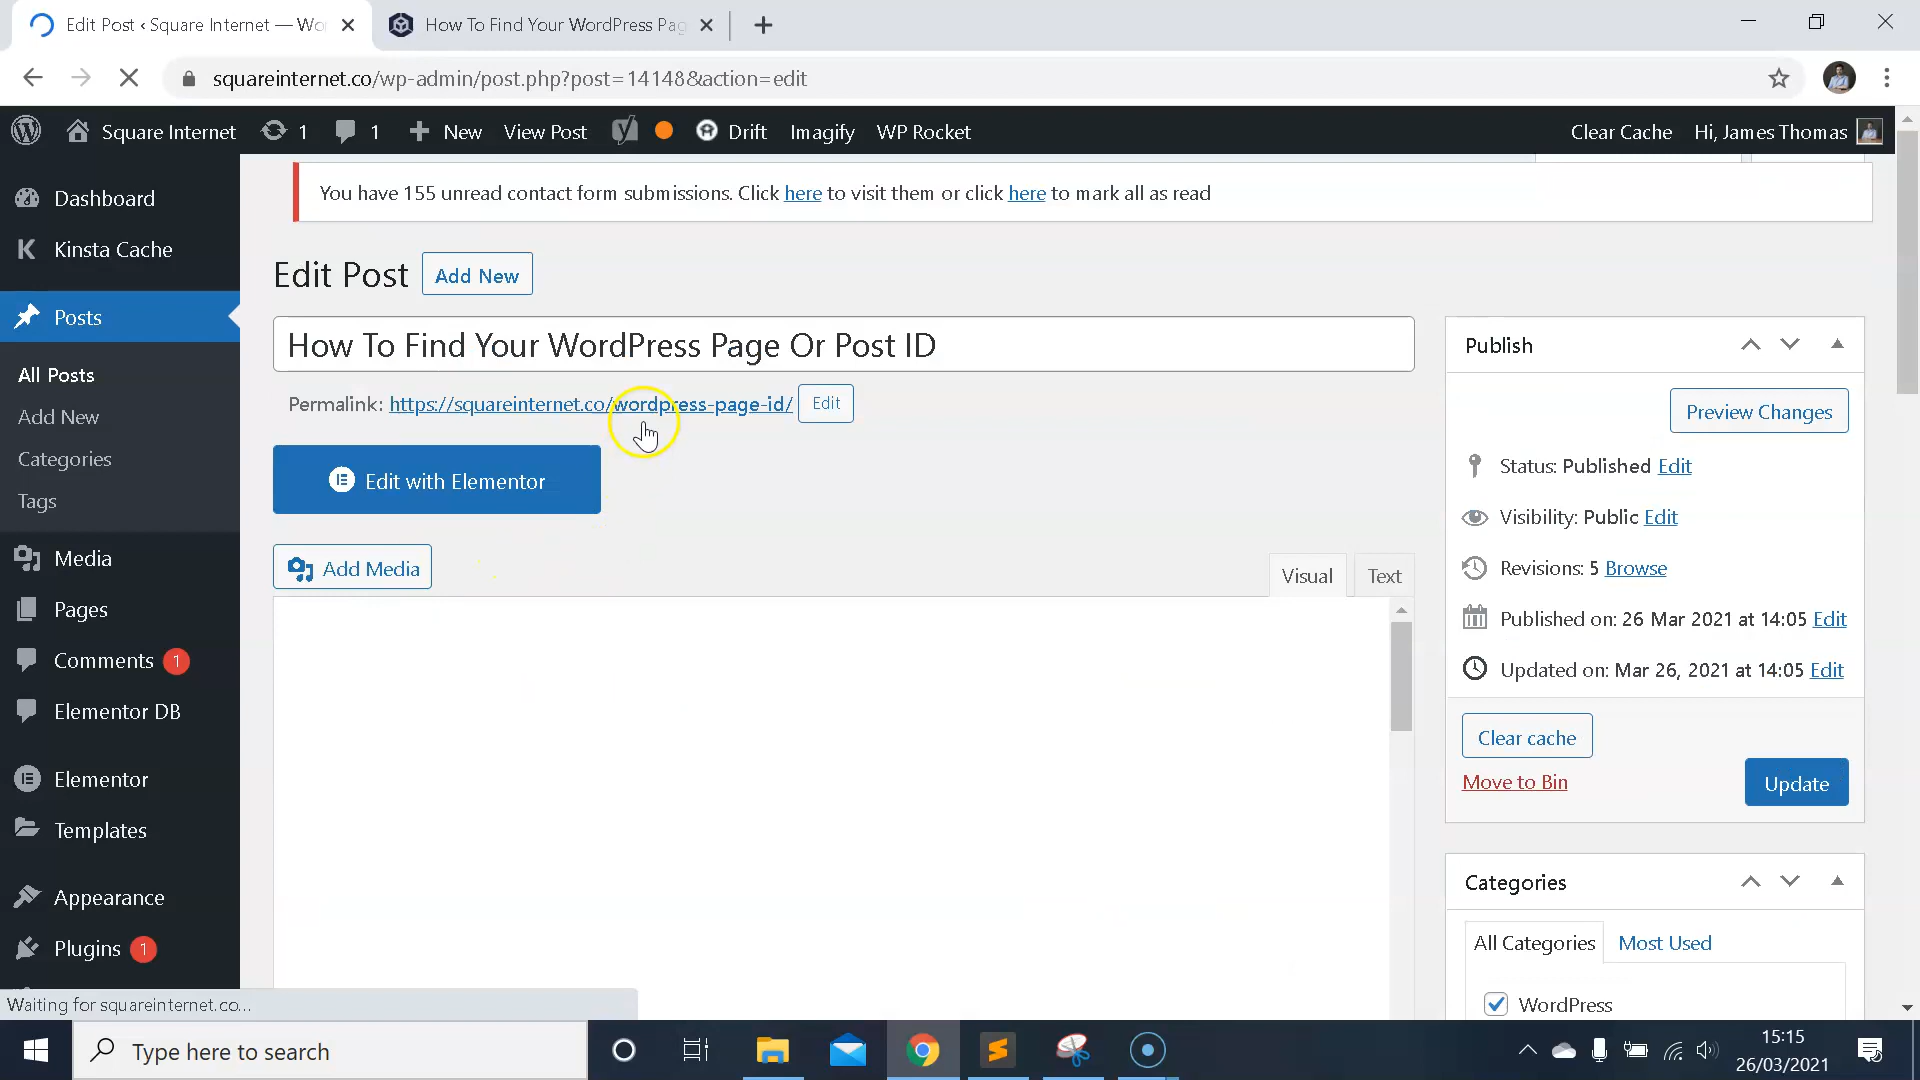 Edit Post ‹ Square Internet — Wo
How To Find Your WordPress Pag
squareinternet.co/wp-admin/post.php?post=14148&action=edit
Square Internet 1 1 New View Post Drift Imagify WP Rocket Clear Cache Hi, James Thomas
Dashboard
Kinsta Cache
Posts
All Posts
Add New
Categories
Tags
Media
Pages
Comments 1
Elementor DB
Elementor
Templates
Appearance
Plugins 1
You have 155 unread contact form submissions. Click here to visit them or click here to mark all as read
Edit Post Add New
How To Find Your WordPress Page Or Post ID
Permalink: https://squareinternet.co/wordpress-page-id/ Edit
Edit with Elementor
Add Media
Visual Text
Publish
Preview Changes
Status: Published Edit
Visibility: Public Edit
Revisions: 5 Browse
Published on: 26 Mar 2021 at 14:05 Edit
Updated on: Mar 26, 2021 at 14:05 Edit
Clear cache
Move to Bin
Update
Categories
All Categories Most Used
WordPress
Waiting for squareinternet.co...
Type here to search
15:15
26/03/2021